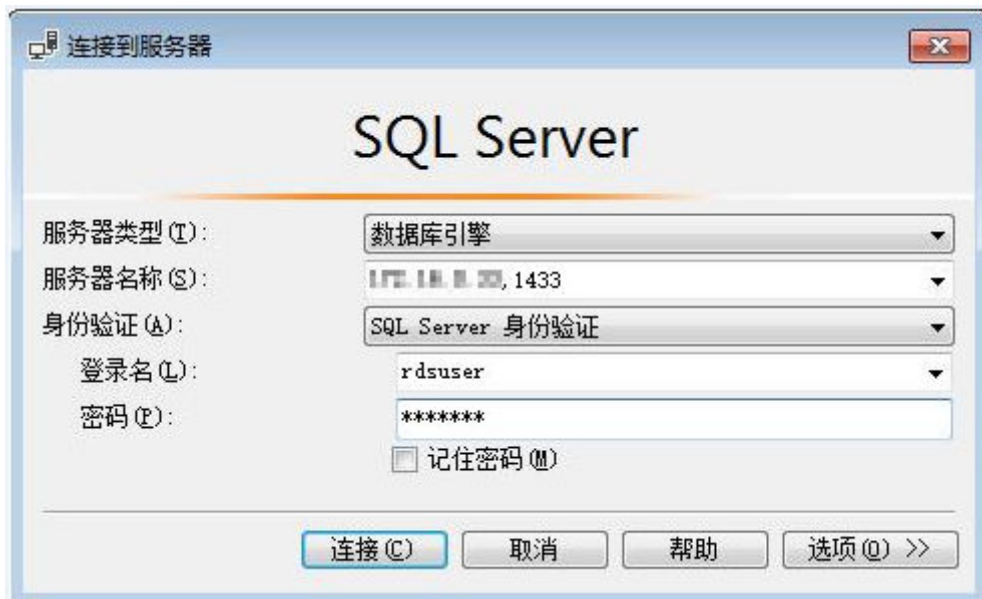 连接到服务器
SQL Server
服务器类型(T): 数据库引擎
服务器名称(S): ,1433
身份验证(A): SQL Server 身份验证
登录名(L): rdsuser
密码(P): *******
记住密码(M)
连接(C) 取消 帮助 选项(O) >>